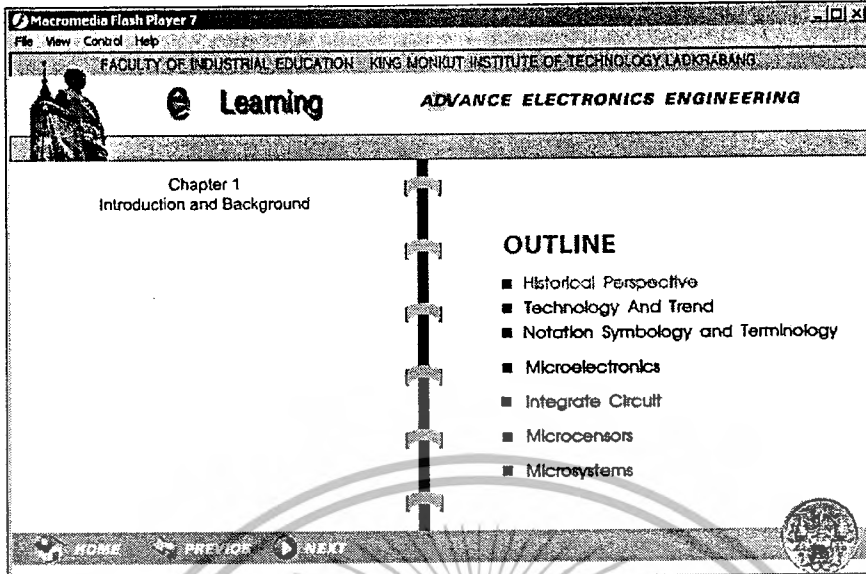 Macromedia Flash Player 7
File View Control Help
FACULTY OF INDUSTRIAL EDUCATION KING MONKUT INSTITUTE OF TECHNOLOGY LADKRABANG
e Learning
ADVANCE ELECTRONICS ENGINEERING
Chapter 1
Introduction and Background
OUTLINE
■ Historical Perspective
■ Technology And Trend
■ Notation Symbology and Terminology
■ Microelectronics
■ Integrate Circuit
■ Microcensors
■ Microsystems
HOME PREVIOE NEXT